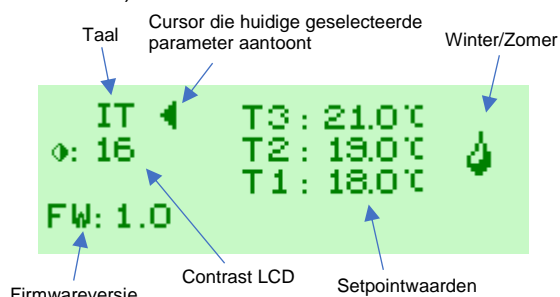 Taal
Cursor die huidige geselecteerde
parameter aantoont
Winter/Zomer
IT
T3: 21.0℃
: 16
T2: 19.0℃
T1: 18.0℃
FW: 1.0
Firmwareversie
Contrast LCD
Setpointwaarden